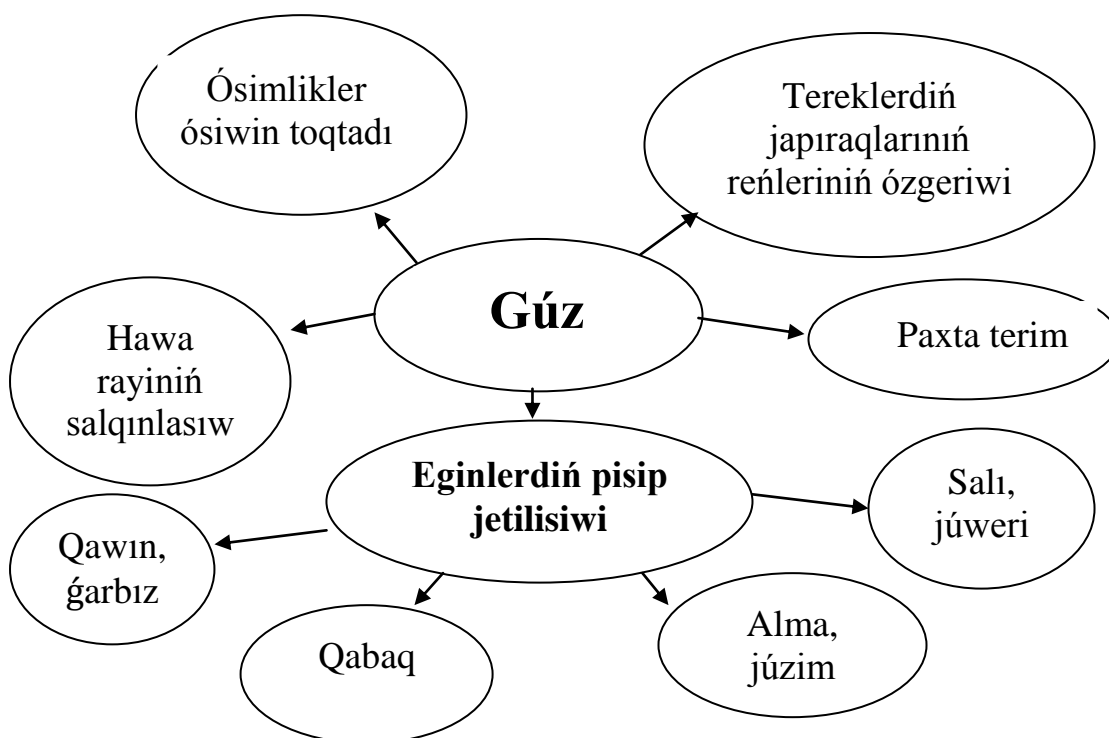 Ósimlikler
ósiwin toqtadı
Tereklerdiń
japıraqlarınıń
reńleriniń ózgeriwi
Gúz
Hawa
rayiniń
salqınlasıw
Paxta terim
Eginlerdiń pisip
jetilisiwi
Salı,
júweri
Qawın,
ǵarbız
Qabaq
Alma,
júzim